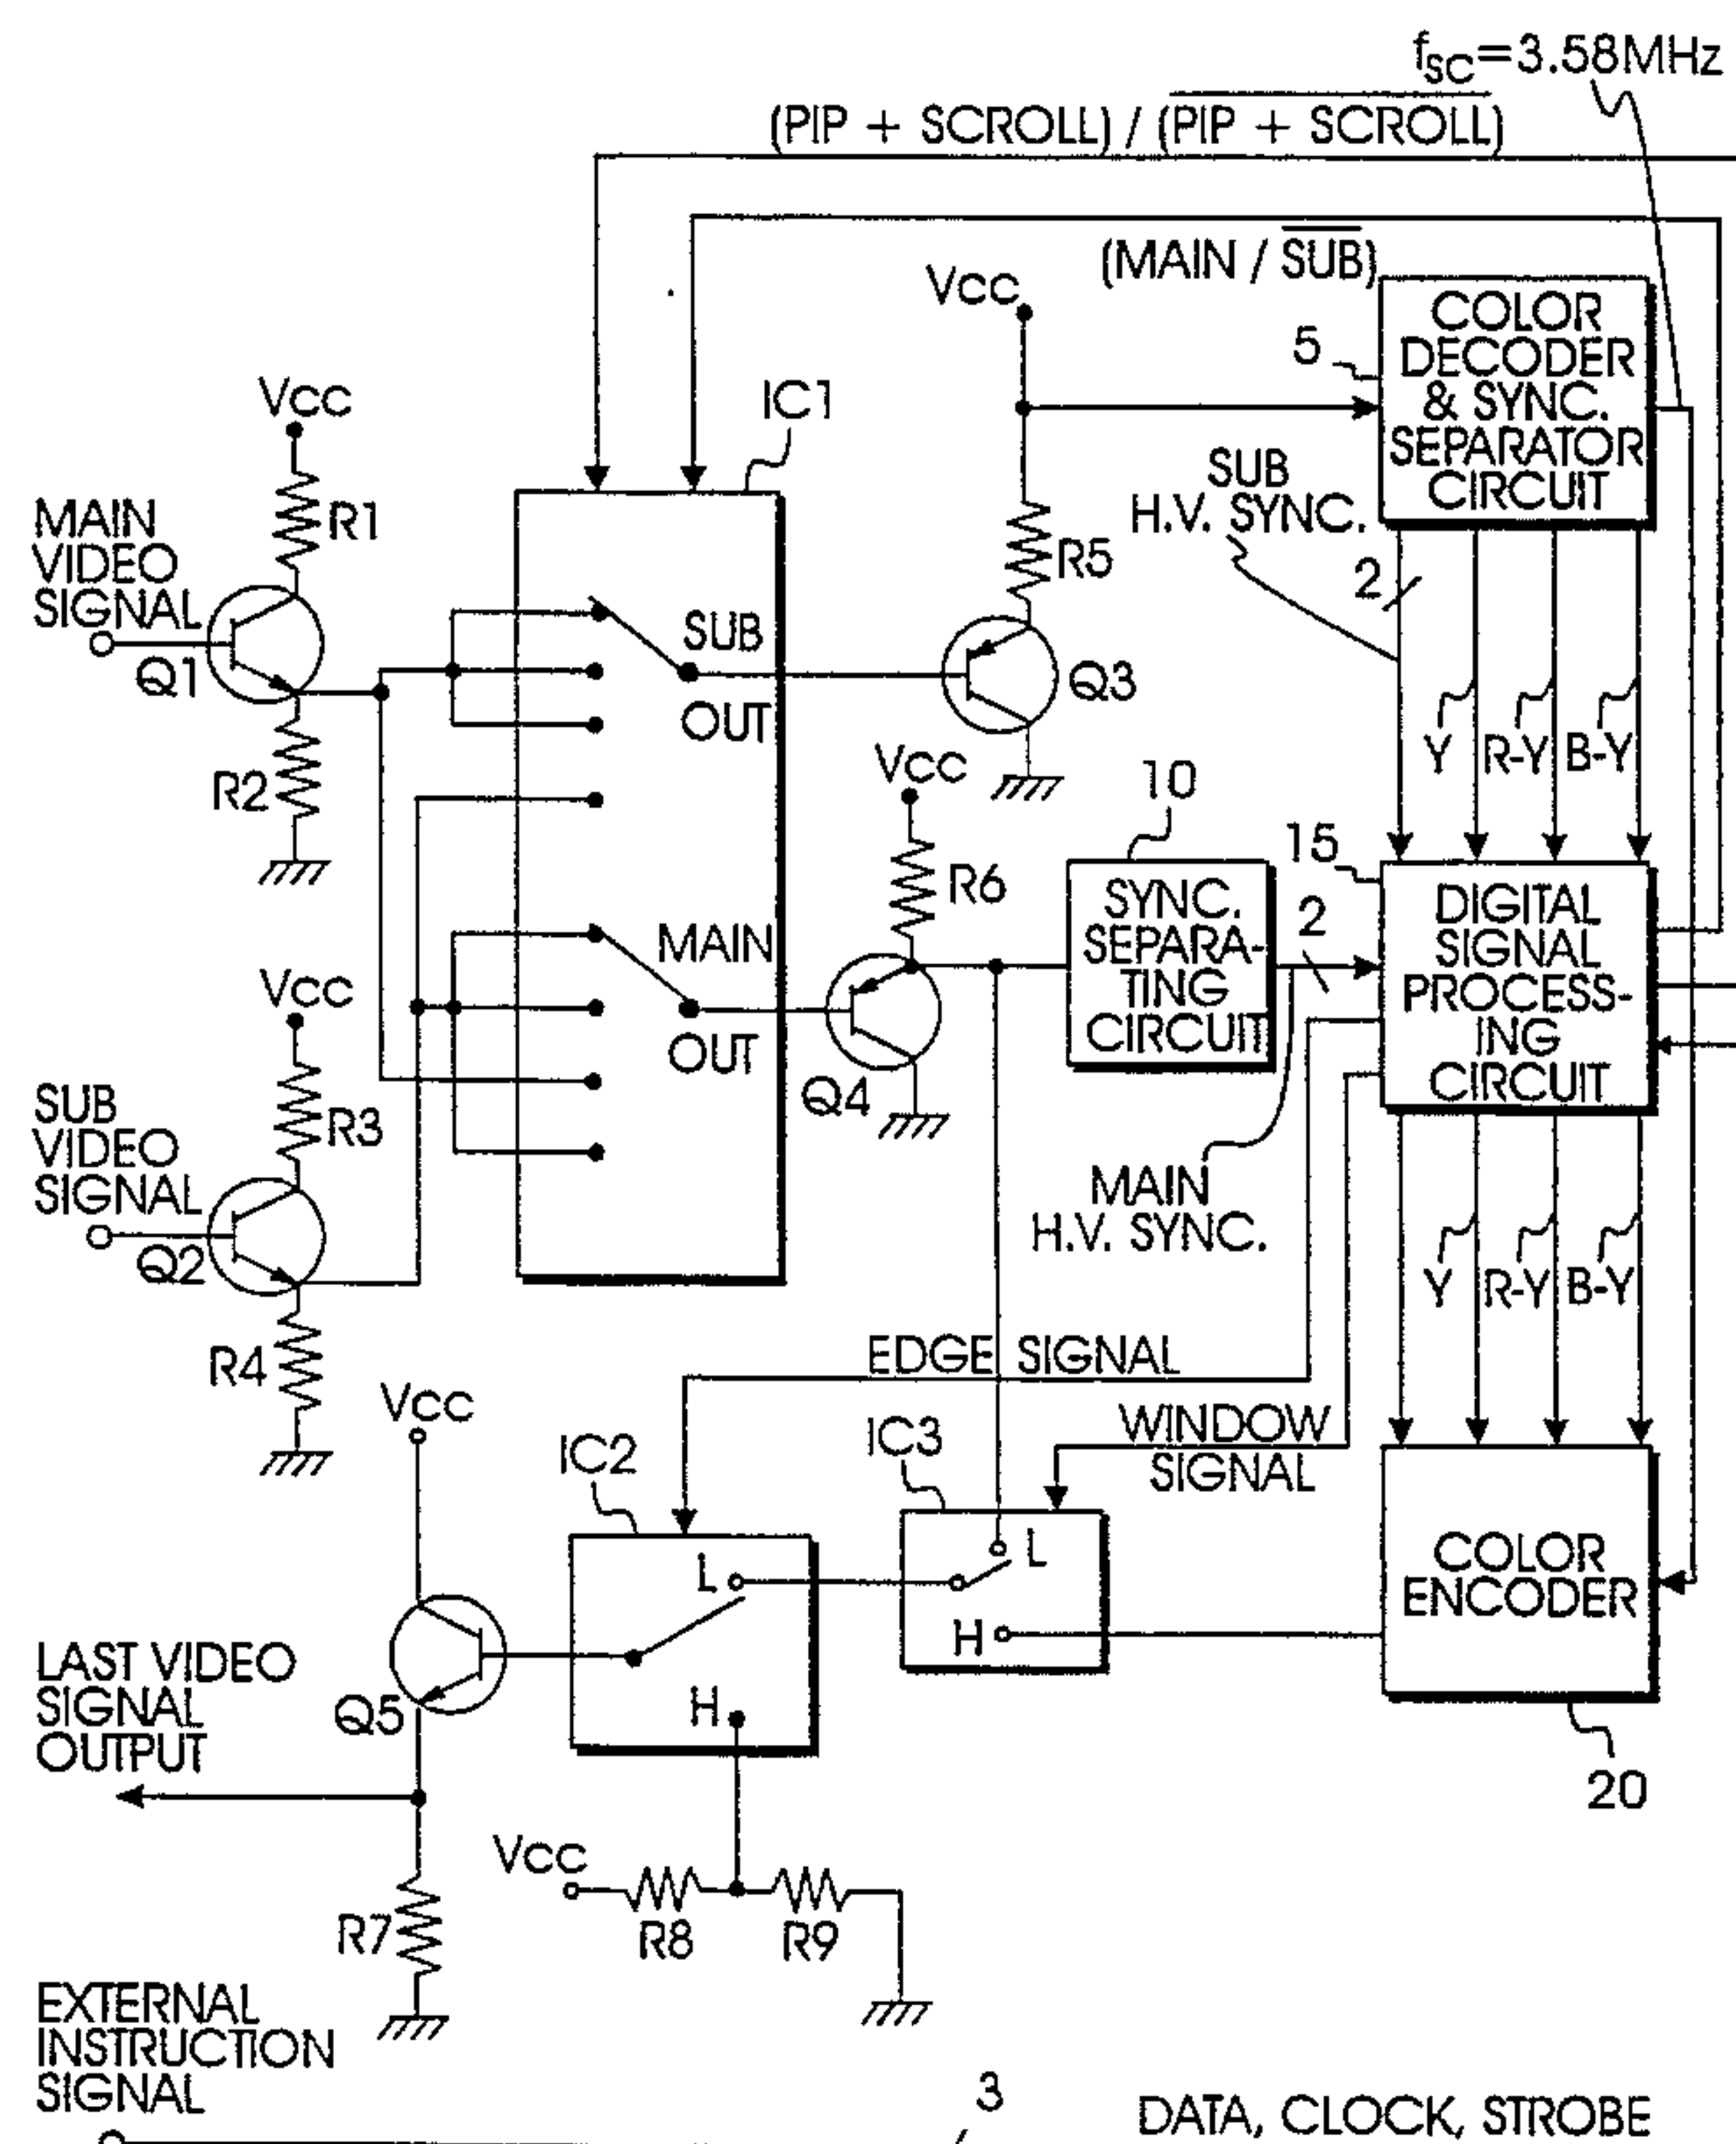 fSC=3.58MHz
(PIP + SCROLL) / (PIP + SCROLL)
(MAIN / SUB)
Vcc
COLOR
DECODER
& SYNC.
SEPARATOR
CIRCUIT
5
Vcc
IC1
SUB
H.V. SYNC.
MAIN
VIDEO
SIGNAL
R1
R5
2
Q1
SUB
OUT
Q3
R2
Y
R-Y
B-Y
Vcc
10
15
R6
SYNC.
SEPARA-
TING
CIRCUIT
2
DIGITAL
SIGNAL
PROCESS-
ING
CIRCUIT
MAIN
OUT
Vcc
Q4
SUB
VIDEO
SIGNAL
R3
Q2
MAIN
H.V. SYNC.
Y
R-Y
B-Y
R4
EDGE SIGNAL
Vcc
IC2
IC3
WINDOW
SIGNAL
L
L
H
COLOR
ENCODER
LAST VIDEO
SIGNAL
OUTPUT
Q5
H
20
Vcc
R7
R8
R9
EXTERNAL
INSTRUCTION
SIGNAL
3
DATA, CLOCK, STROBE